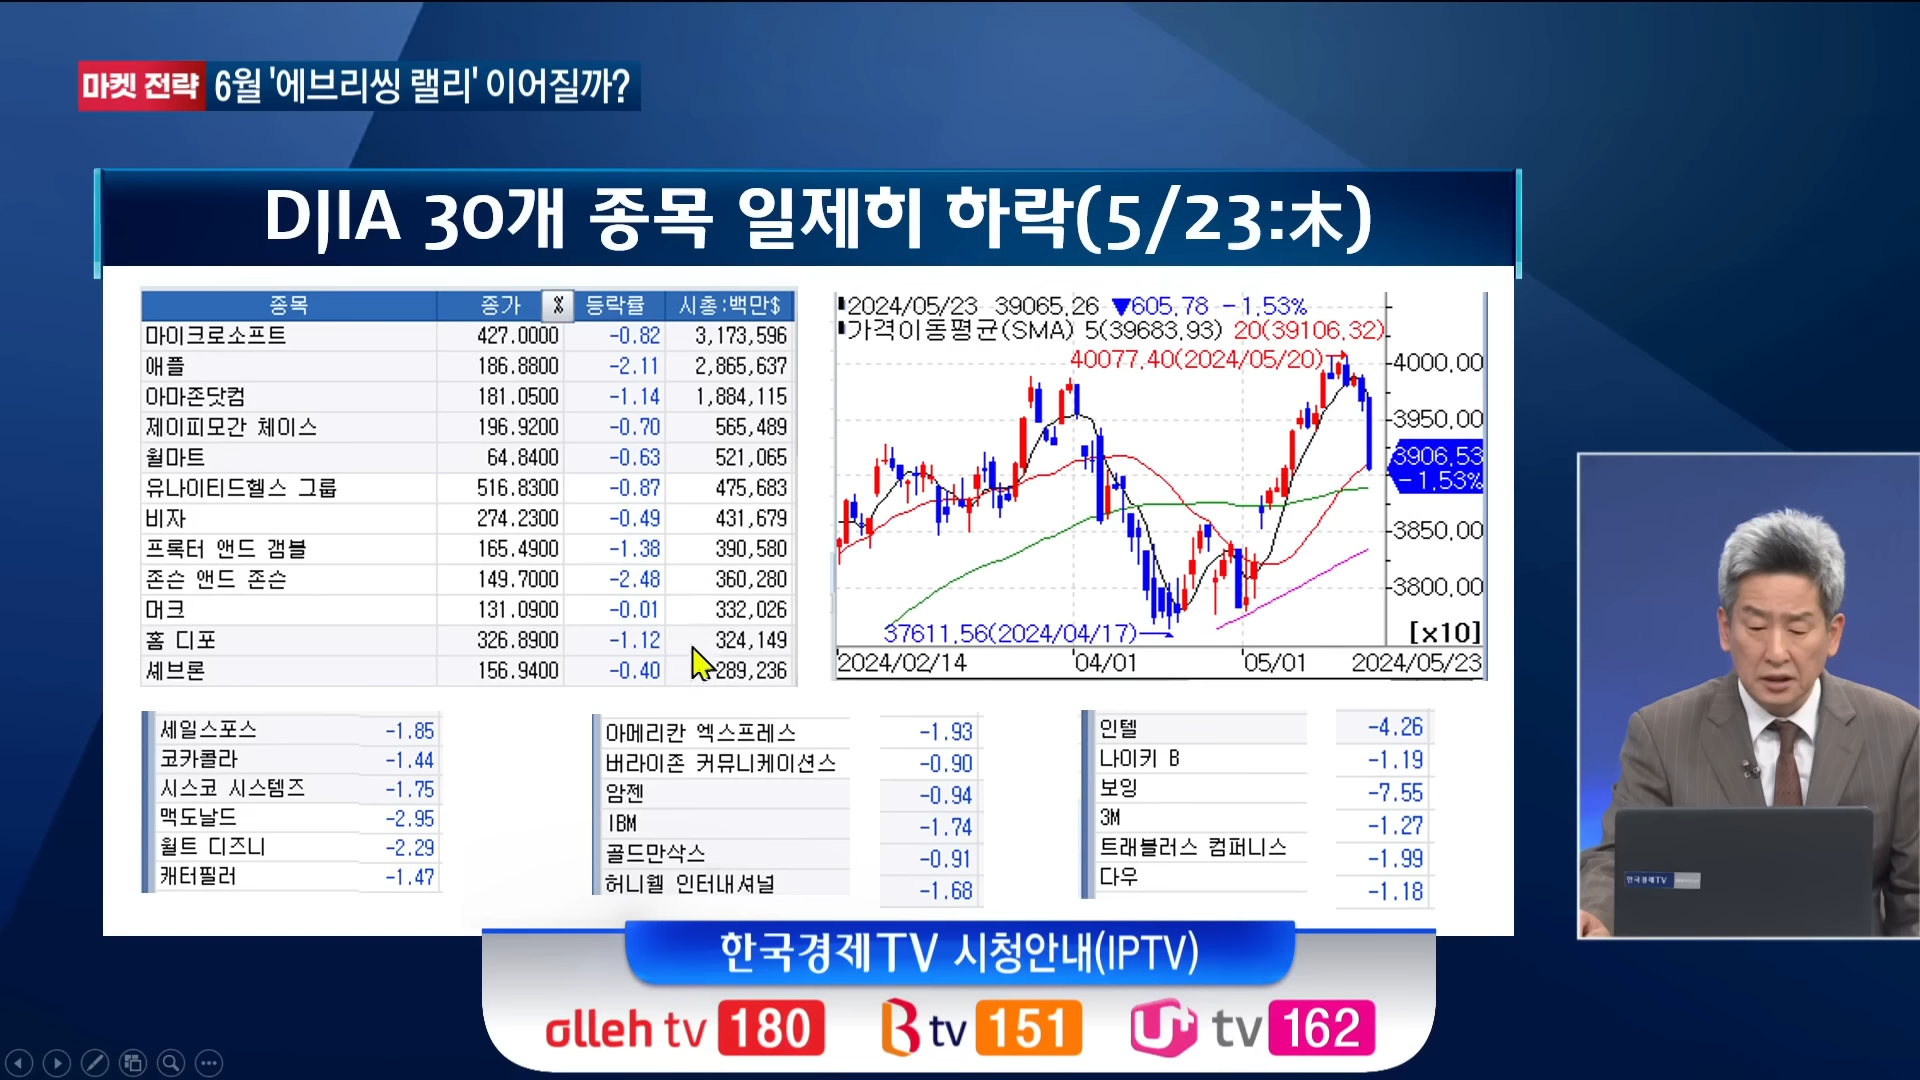 마켓 전략 6월 '에브리씽 랠리' 이어질까?
DJIA 30개 종목 일제히 하락(5/23:木)
종목 종가 % 등락률 시총:백만$
마이크로소프트 427.0000 -0.82 3,173,596
애플 186.8800 -2.11 2,865,637
아마존닷컴 181.0500 -1.14 1,884,115
제이피모간 체이스 196.9200 -0.70 565,489
월마트 64.8400 -0.63 521,065
유나이티드헬스 그룹 516.8300 -0.87 475,683
비자 274.2300 -0.49 431,679
프록터 앤드 갬블 165.4900 -1.38 390,580
존슨 앤드 존슨 149.7000 -2.48 360,280
머크 131.0900 -0.01 332,026
홈 디포 326.8900 -1.12 324,149
셰브론 156.9400 -0.40 289,236
2024/05/23 39065.26 ▼605.78 -1.53%
가격이동평균(SMA) 5(39683.93) 20(39106.32)
40077.40(2024/05/20)
4000.00
3950.00
3906.53
-1.53%
3850.00
3800.00
37611.56(2024/04/17)
[x10]
2024/02/14 04/01 05/01 2024/05/23
세일스포스 -1.85
코카콜라 -1.44
시스코 시스템즈 -1.75
맥도날드 -2.95
월트 디즈니 -2.29
캐터필러 -1.47
아메리칸 엑스프레스 -1.93
버라이존 커뮤니케이션스 -0.90
암젠 -0.94
IBM -1.74
골드만삭스 -0.91
허니웰 인터내셔널 -1.68
인텔 -4.26
나이키 B -1.19
보잉 -7.55
3M -1.27
트래블러스 컴퍼니스 -1.99
다우 -1.18
한국경제TV
한국경제TV 시청안내(IPTV)
olleh tv 180 B tv 151 U+ tv 162